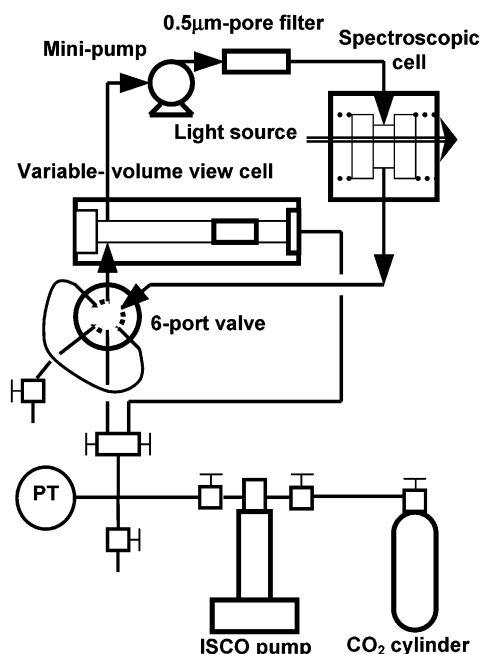 0.5µm-pore filter
Mini-pump
Spectroscopic
cell
Light source
Variable- volume view cell
6-port valve
PT
ISCO pump
CO₂ cylinder